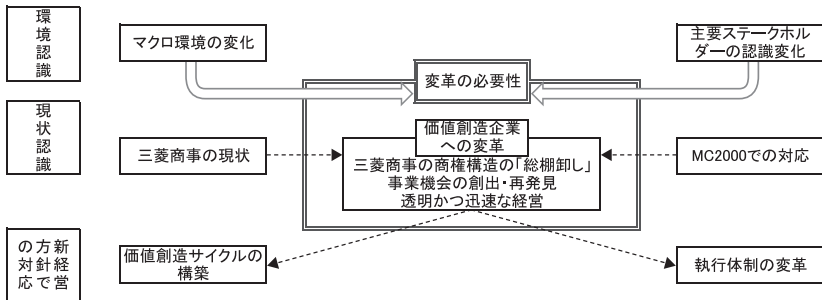 環境認識
マクロ環境の変化
主要ステークホル
ダーの認識変化
変革の必要性
現状認識
価値創造企業
への変革
三菱商事の現状
三菱商事の商権構造の「総棚卸し」
事業機会の創出・再発見
透明かつ迅速な経営
MC2000での対応
新経営
方針で
の対応
価値創造サイクルの
構築
執行体制の変革